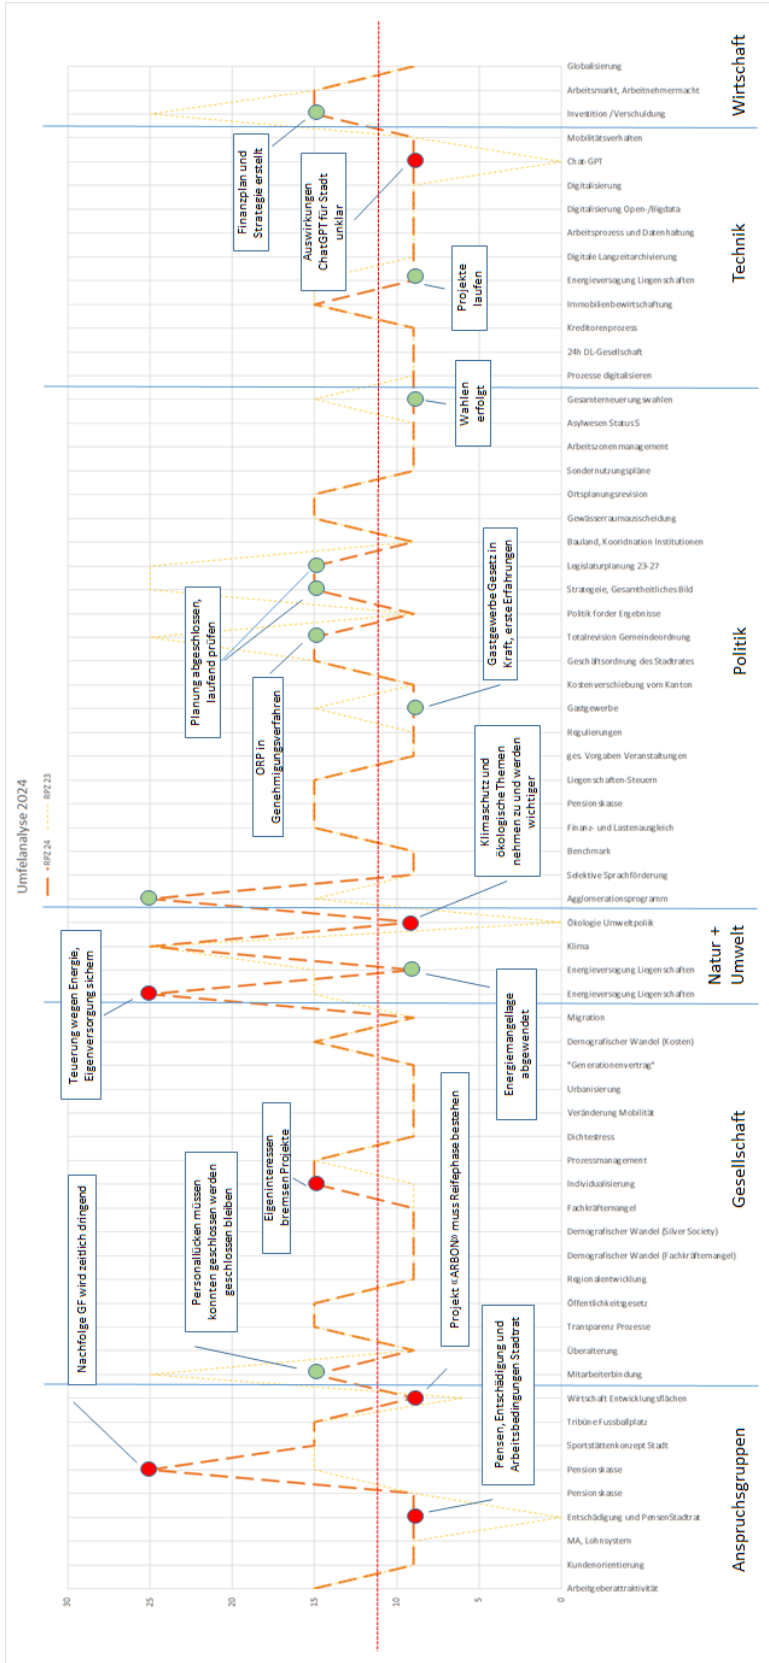 Umfelanalyse 2024
RPZ 24
RPZ 23
30
25
20
15
10
5
0
Globalisierung
Arbeitsmarkt, Arbeitnehmermacht
Investition /Verschuldung
Mobilitätsverhalten
Chat-GPT
Digitalisierung
Digitalisierung Open-/Bigdata
Arbeitsprozess und Datenhaltung
Digitale Langzeitarchivierung
Energieversogung Liegenschaften
Immobilienbewirtschaftung
Kreditorenprozess
24h DL-Gesellschaft
Prozesse digitalisieren
Gesamterneuerungswahlen
Asylwesen Status S
Arbeitszonenmanagement
Sondernutzungspläne
Ortsplanungsrevision
Gewässerraumausscheidung
Bauland, Kooridnation Institutionen
Legislaturplanung 23-27
Strategeie, Gesamtheitliches Bild
Politik forder Ergebnisse
Totalrevision Gemeindeordnung
Geschäftsordnung des Stadtrates
Kostenverschiebung vom Kanton
Gastgewerbe
Regulierungen
ges. Vorgaben Veranstaltungen
Liegenschaften-Steuern
Pensionskasse
Finanz- und Lastenausgleich
Benchmark
Selektive Sprachförderung
Agglomerationsprogramm
Ökologie Umweltpolik
Klima
Energieversogung Liegenschaften
Energieversogung Liegenschaften
Migration
Demografischer Wandel (Kosten)
"Generationenvertrag"
Urbanisierung
Veränderung Mobilität
Dichtestress
Prozessmanagement
Individualisierung
Fachkräftemangel
Demografischer Wandel (Silver Society)
Demografischer Wandel (Fachkräftemangel)
Regionalentwicklung
Öffentlichkeitsgesetz
Transparenz Prozesse
Überalterung
Mitarbeiterbindung
Wirtschaft Entwicklungsflächen
Tribüne Fussballplatz
Sportstättenkonzept Stadt
Pensionskasse
Pensionskasse
Entschädigung und Pensen Stadtrat
MA, Lohnsystem
Kundenorientierung
Arbeitgeberattraktivität
Wirtschaft
Technik
Politik
Natur +
Umwelt
Gesellschaft
Anspruchsgruppen
Finanzplan und
Strategie erstellt
Auswirkungen
ChatGPT für Stadt
unklar
Projekte
laufen
Wahlen
erfolgt
Planung abgeschlossen,
laufend prüfen
Gastgewerbe Gesetz in
Kraft, erste Erfahrungen
ORP in
Genehmigungsverfahren
Klimaschutz und
ökologische Themen
nehmen zu und werden
wichtiger
Teuerung wegen Energie,
Eigenversorgung sichern
Energiemangellage
abgewendet
Eigeninteressen
bremsen Projekte
Personallücken müssen
konnten geschlossen werden
geschlossen bleiben
Nachfolge GF wird zeitlich dringend
Projekt «ARBON» muss Reifephase bestehen
Pensen, Entschädigung und
Arbeitsbedingungen Stadtrat